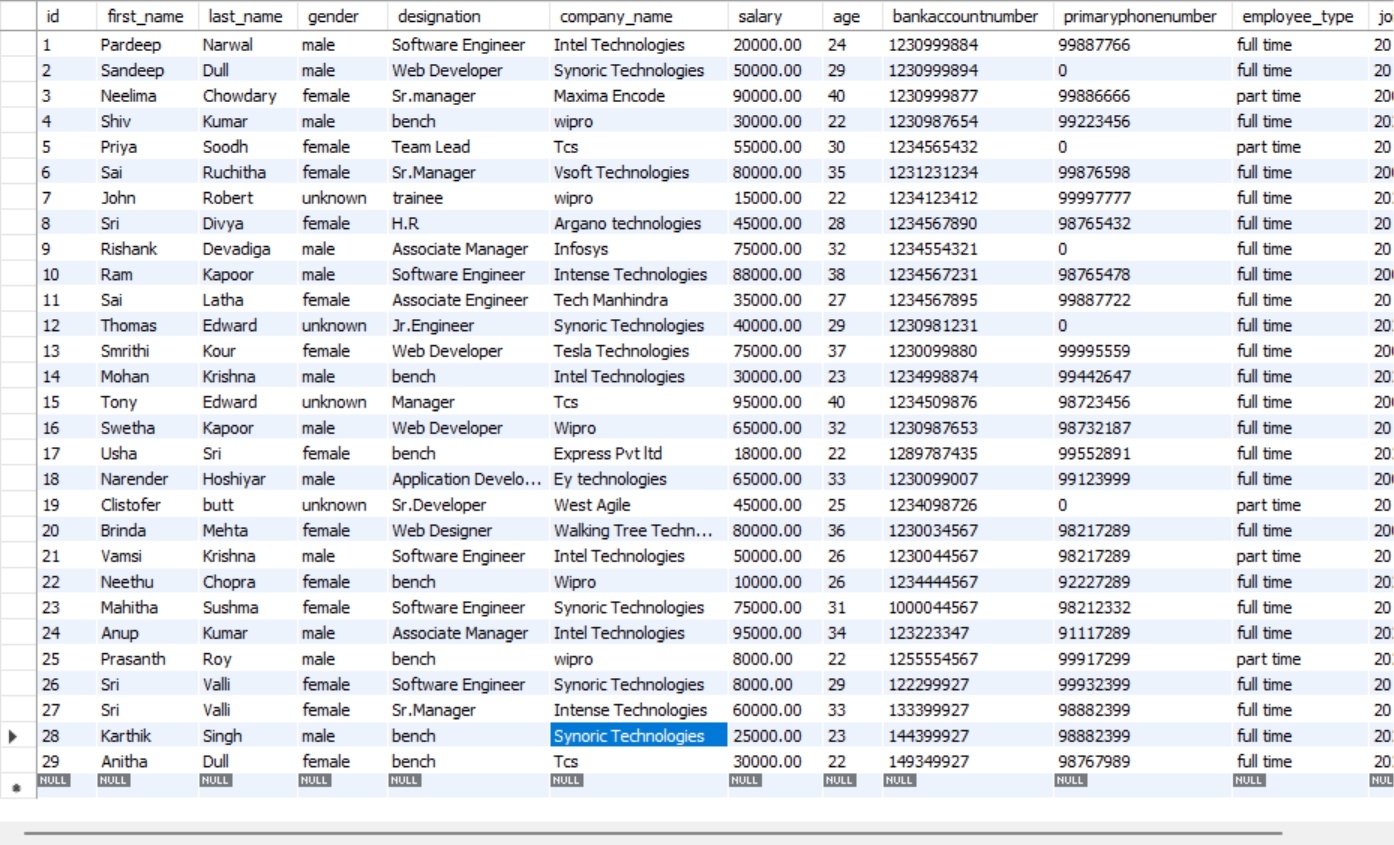 id first_name last_name gender designation company_name salary age bankaccountnumber primaryphonenumber employee_type jo
1 Pardeep Narwal male Software Engineer Intel Technologies 20000.00 24 1230999884 99887766 full time 20
2 Sandeep Dull male Web Developer Synoric Technologies 50000.00 29 1230999894 0 full time 20
3 Neelima Chowdary female Sr.manager Maxima Encode 90000.00 40 1230999877 99886666 part time 200
4 Shiv Kumar male bench wipro 30000.00 22 1230987654 99223456 full time 20
5 Priya Soodh female Team Lead Tcs 55000.00 30 1234565432 0 part time 20
6 Sai Ruchitha female Sr.Manager Vsoft Technologies 80000.00 35 1231231234 99876598 full time 200
7 John Robert unknown trainee wipro 15000.00 22 1234123412 99997777 full time 20
8 Sri Divya female H.R Argano technologies 45000.00 28 1234567890 98765432 full time 20
9 Rishank Devadiga male Associate Manager Infosys 75000.00 32 1234554321 0 full time 20
10 Ram Kapoor male Software Engineer Intense Technologies 88000.00 38 1234567231 98765478 full time 200
11 Sai Latha female Associate Engineer Tech Manhindra 35000.00 27 1234567895 99887722 full time 20
12 Thomas Edward unknown Jr.Engineer Synoric Technologies 40000.00 29 1230981231 0 full time 20
13 Smrithi Kour female Web Developer Tesla Technologies 75000.00 37 1230099880 99995559 full time 200
14 Mohan Krishna male bench Intel Technologies 30000.00 23 1234998874 99442647 full time 20
15 Tony Edward unknown Manager Tcs 95000.00 40 1234509876 98723456 full time 200
16 Swetha Kapoor male Web Developer Wipro 65000.00 32 1230987653 98732187 full time 20
17 Usha Sri female bench Express Pvt ltd 18000.00 22 1289787435 99552891 full time 20
18 Narender Hoshiyar male Application Develo... Ey technologies 65000.00 33 1230099007 99123999 full time 200
19 Clistofer butt unknown Sr.Developer West Agile 45000.00 25 1234098726 0 part time 20
20 Brinda Mehta female Web Designer Walking Tree Techn... 80000.00 36 1230034567 98217289 full time 200
21 Vamsi Krishna male Software Engineer Intel Technologies 50000.00 26 1230044567 98217289 part time 20
22 Neethu Chopra female bench Wipro 10000.00 26 1234444567 92227289 full time 20
23 Mahitha Sushma female Software Engineer Synoric Technologies 75000.00 31 1000044567 98212332 full time 20
24 Anup Kumar male Associate Manager Intel Technologies 95000.00 34 123223347 91117289 full time 20
25 Prasanth Roy male bench wipro 8000.00 22 1255554567 99917299 part time 20
26 Sri Valli female Software Engineer Synoric Technologies 8000.00 29 122299927 99932399 full time 20
27 Sri Valli female Sr.Manager Intense Technologies 60000.00 33 133399927 98882399 full time 20
28 Karthik Singh male bench Synoric Technologies 25000.00 23 144399927 98882399 full time 20
29 Anitha Dull female bench Tcs 30000.00 22 149349927 98767989 full time 20
NULL NULL NULL NULL NULL NULL NULL NULL NULL NULL NULL NUL